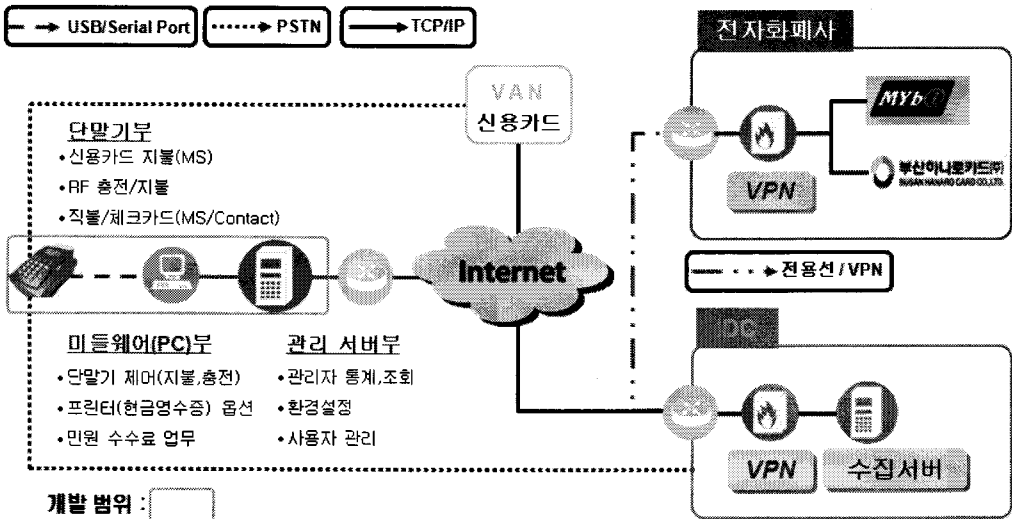 USB/Serial Port
PSTN
TCP/IP
전자화폐사
VAN
신용카드
MYb
부산하나로카드(주)
BUSAN HANARO CARD CO.,LTD.
VPN
단말기부
•신용카드 지불(MS)
•RF 충전/지불
•직불/체크카드(MS/Contact)
Internet
전용선 / VPN
미들웨어(PC)부
•단말기 제어(지불,충전)
•프린터(현금영수증) 옵션
•민원 수수료 업무
관리 서버부
•관리자 통계,조회
•환경설정
•사용자 관리
IDC
VPN
수집서버
개발 범위 :